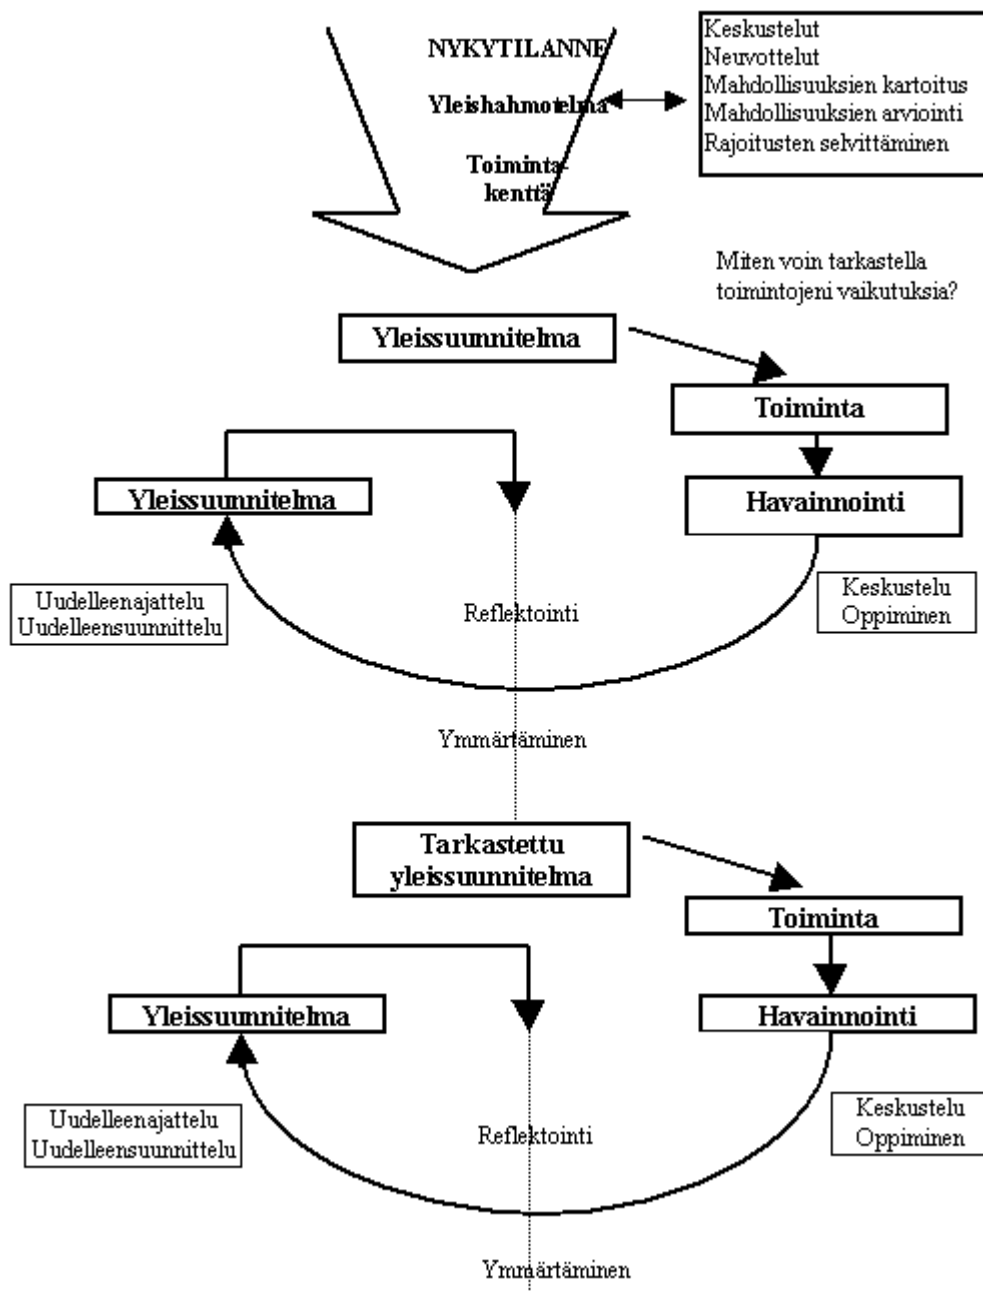 NYKYTILANNE
Yleishahmotelma
Toiminta-
kenttä
Keskustelut
Neuvottelut
Mahdollisuuksien kartoitus
Mahdollisuuksien arviointi
Rajoitusten selvittäminen
Miten voin tarkastella
toimintojeni vaikutuksia?
Yleissuunnitelma
Toiminta
Yleissuunnitelma
Havainnointi
Uudelleenajattelu
Uudelleensuunnittelu
Reflektointi
Keskustelu
Oppiminen
Ymmärtäminen
Tarkastettu
yleissuunnitelma
Toiminta
Yleissuunnitelma
Havainnointi
Uudelleenajattelu
Uudelleensuunnittelu
Reflektointi
Keskustelu
Oppiminen
Ymmärtäminen